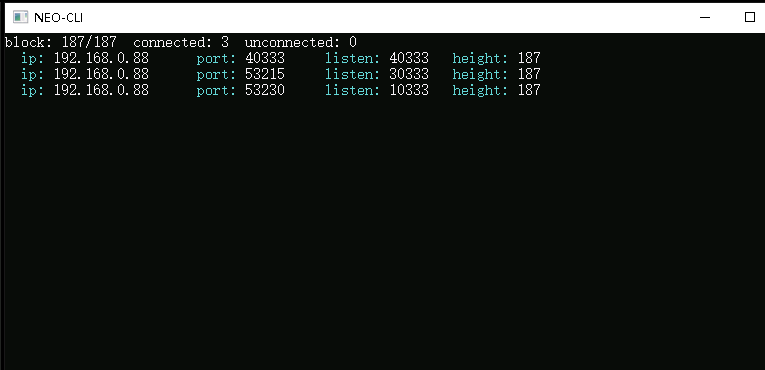 NEO-CLI
block: 187/187  connected: 3  unconnected: 0
  ip: 192.168.0.88      port: 40333     listen: 40333   height: 187
  ip: 192.168.0.88      port: 53215     listen: 30333   height: 187
  ip: 192.168.0.88      port: 53230     listen: 10333   height: 187